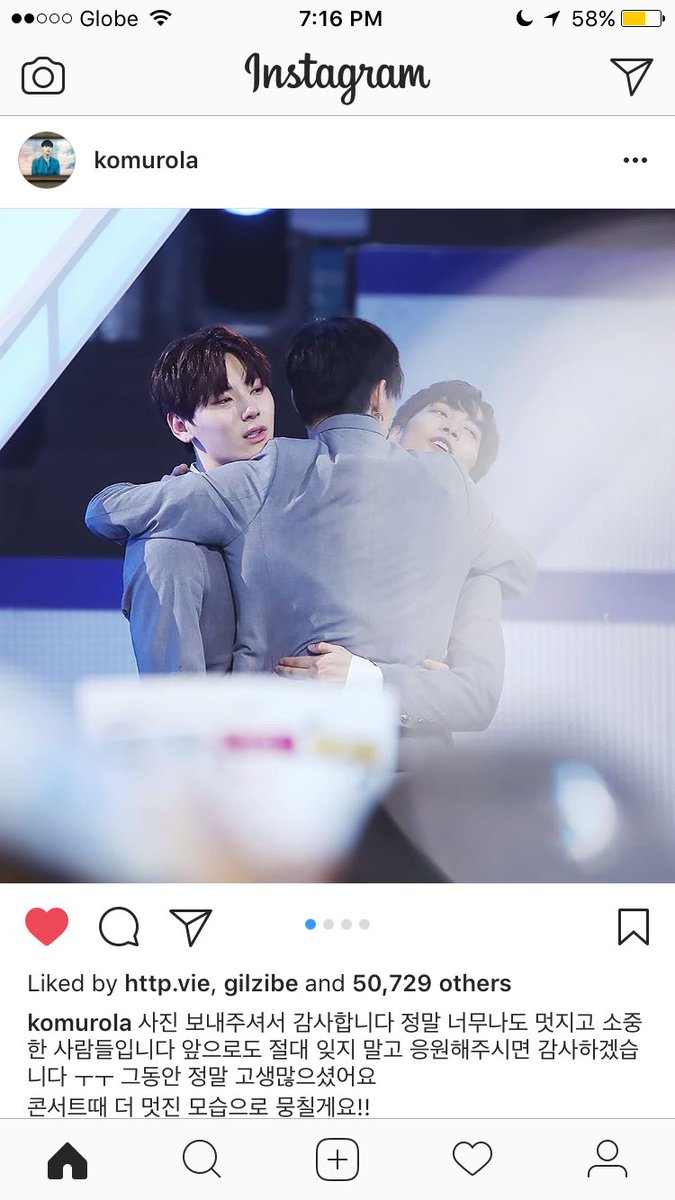 Globe 7:16 PM 58%
Instagram
komurola
Liked by http.vie, gilzibe and 50,729 others
komurola 사진 보내주셔서 감사합니다 정말 너무나도 멋지고 소중
한 사람들입니다 앞으로도 절대 잊지 말고 응원해주시면 감사하겠습
니다 ㅜㅜ 그동안 정말 고생많으셨어요
콘서트때 더 멋진 모습으로 뭉칠게요!!